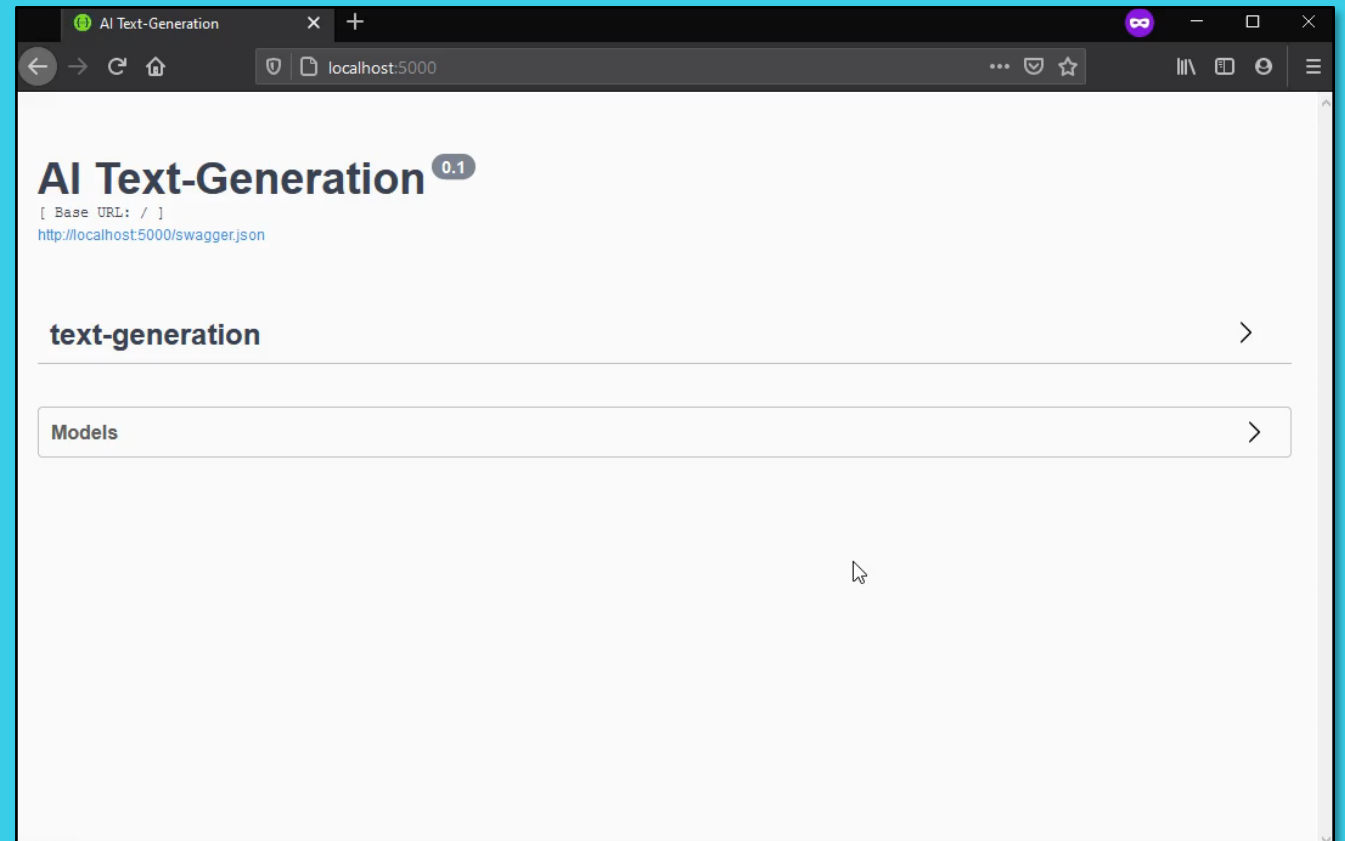 AI Text-Generation
localhost:5000
AI Text-Generation 0.1
[ Base URL: / ]
http://localhost:5000/swagger.json
text-generation
Models